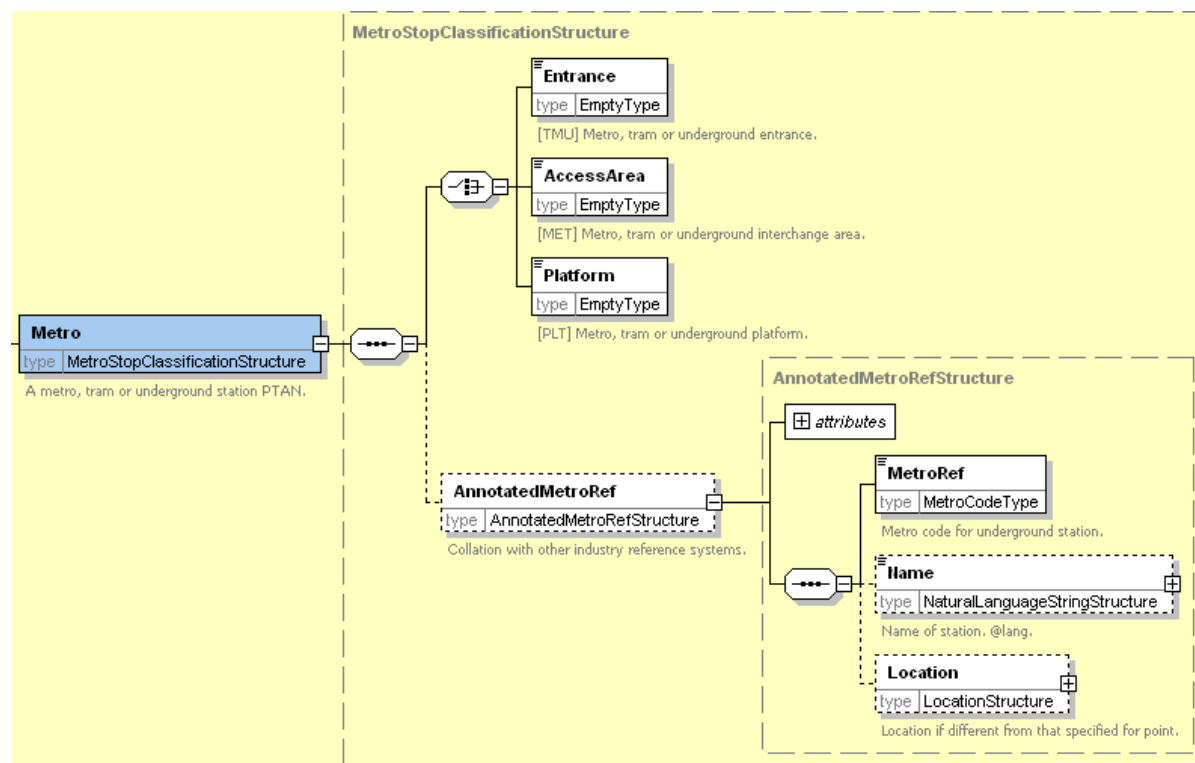 MetroStopClassificationStructure
Entrance
type EmptyType
[TMU] Metro, tram or underground entrance.
AccessArea
type EmptyType
[MET] Metro, tram or underground interchange area.
Platform
type EmptyType
[PLT] Metro, tram or underground platform.
Metro
type MetroStopClassificationStructure
A metro, tram or underground station PTAN.
AnnotatedMetroRefStructure
attributes
AnnotatedMetroRef
type AnnotatedMetroRefStructure
Collation with other industry reference systems.
MetroRef
type MetroCodeType
Metro code for underground station.
Name
type NaturalLanguageStringStructure
Name of station. @lang.
Location
type LocationStructure
Location if different from that specified for point.